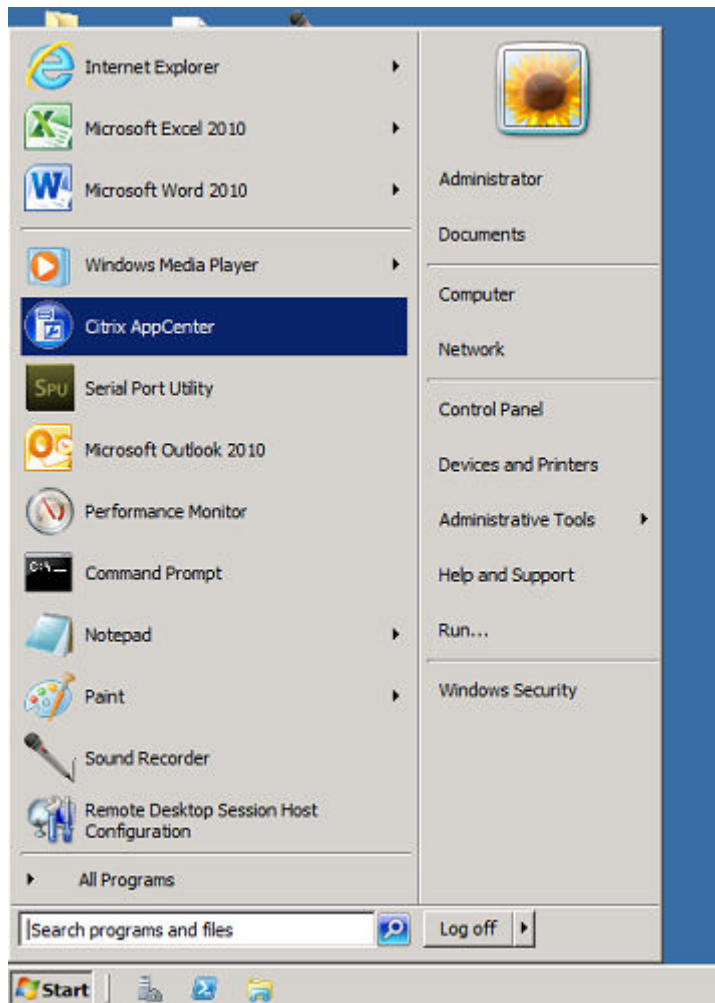 Internet Explorer
Microsoft Excel 2010
Microsoft Word 2010
Windows Media Player
Citrix AppCenter
SPU
Serial Port Utility
Microsoft Outlook 2010
Performance Monitor
C:\_
Command Prompt
Notepad
Paint
Sound Recorder
Remote Desktop Session Host
Configuration
All Programs
Search programs and files
Administrator
Documents
Computer
Network
Control Panel
Devices and Printers
Administrative Tools
Help and Support
Run...
Windows Security
Log off
Start